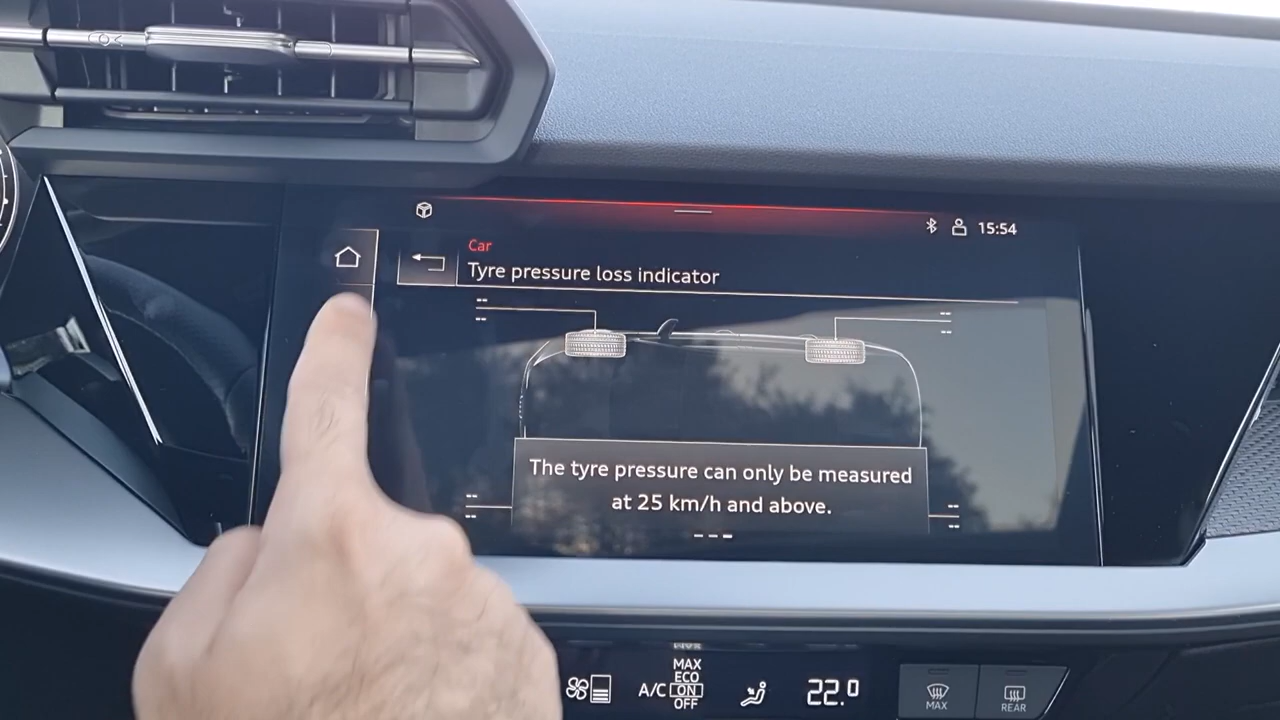 15:54
Car
Tyre pressure loss indicator
--
--
--
--
The tyre pressure can only be measured
at 25 km/h and above.
--
--
--
--
---
MAX
ECO
A/C ON
OFF
22.0
MAX
REAR